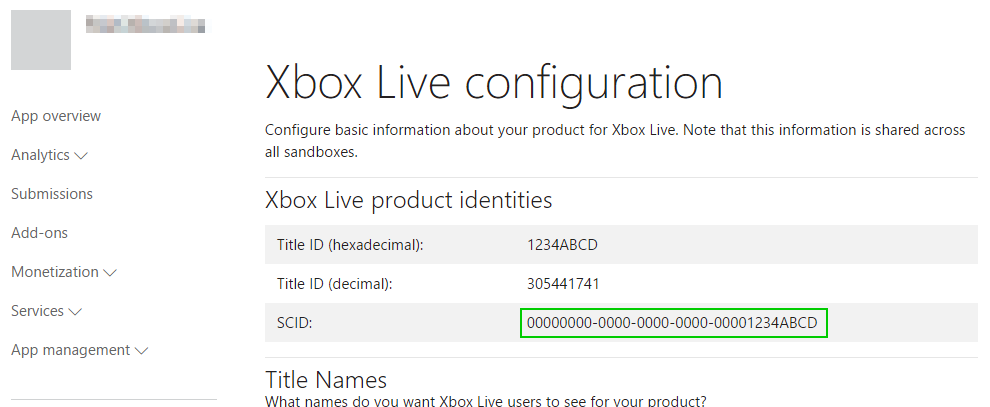 Xbox Live configuration
Configure basic information about your product for Xbox Live. Note that this information is shared across
all sandboxes.
App overview
Analytics
Submissions
Add-ons
Monetization
Services
App management
Xbox Live product identities
Title ID (hexadecimal): 1234ABCD
Title ID (decimal): 305441741
SCID: 00000000-0000-0000-0000-00001234ABCD
Title Names
What names do you want Xbox Live users to see for your product?